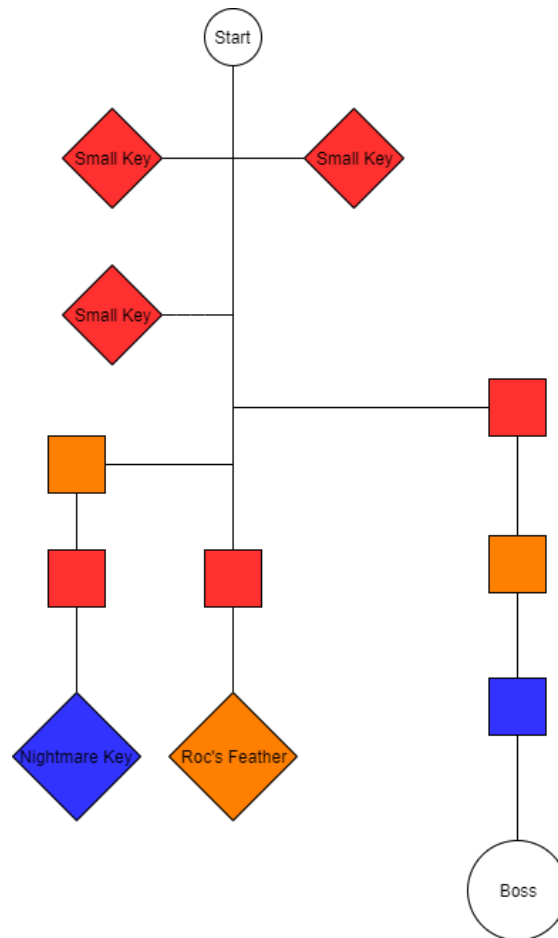 Start
Small Key
Small Key
Small Key
Nightmare Key
Roc's Feather
Boss